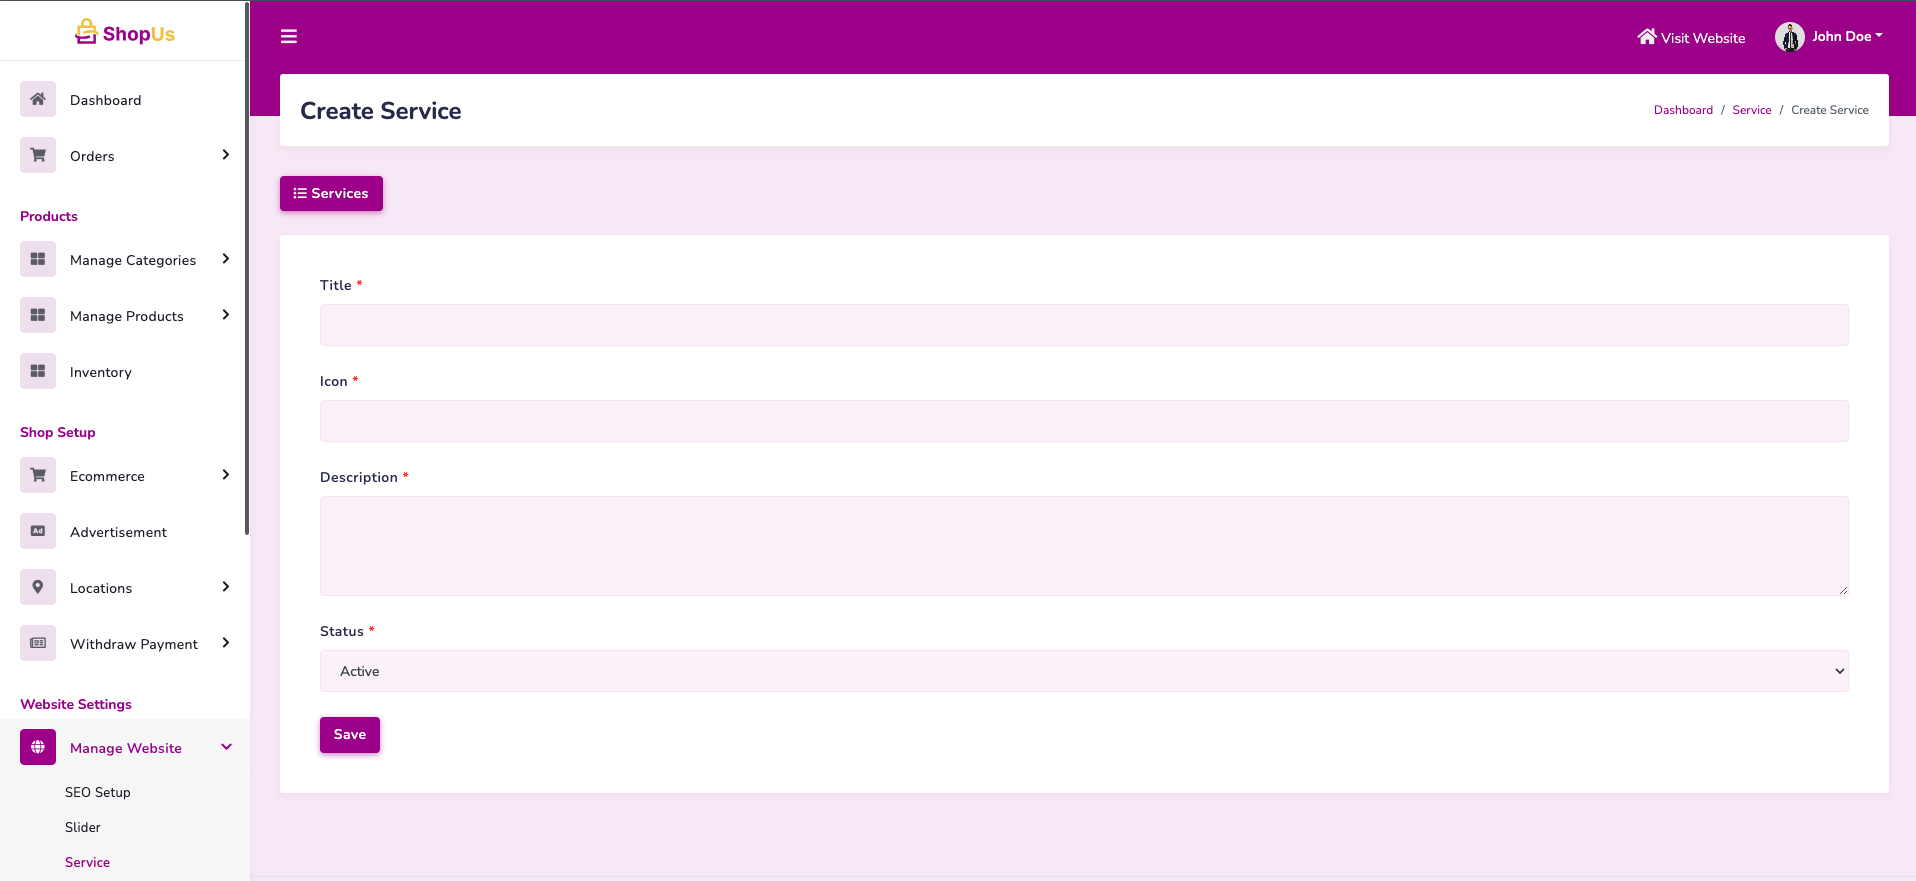 ShopUs
Visit Website
John Doe
Dashboard
Orders
Products
Manage Categories
Manage Products
Inventory
Shop Setup
Ecommerce
Ad
Advertisement
Locations
Withdraw Payment
Website Settings
Manage Website
SEO Setup
Slider
Service
Create Service
Dashboard / Service / Create Service
Services
Title *
Icon *
Description *
Status *
Active
Save